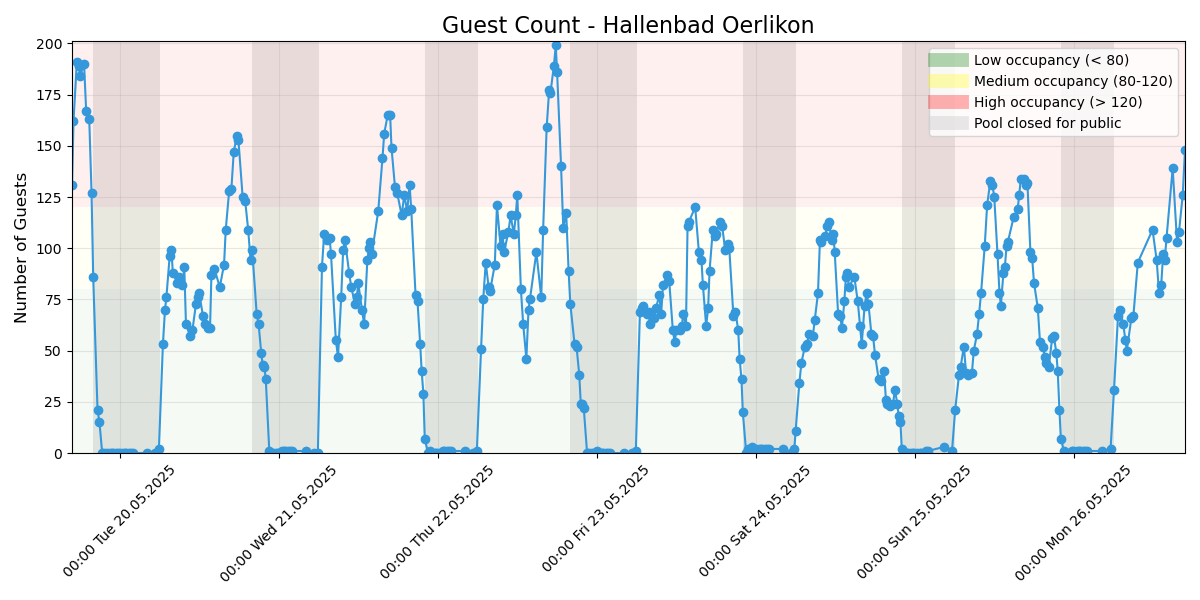 Guest Count - Hallenbad Oerlikon
Number of Guests
200
175
150
125
100
75
50
25
0
Low occupancy (< 80)
Medium occupancy (80-120)
High occupancy (> 120)
Pool closed for public
00:00 Tue 20.05.2025
00:00 Wed 21.05.2025
00:00 Thu 22.05.2025
00:00 Fri 23.05.2025
00:00 Sat 24.05.2025
00:00 Sun 25.05.2025
00:00 Mon 26.05.2025